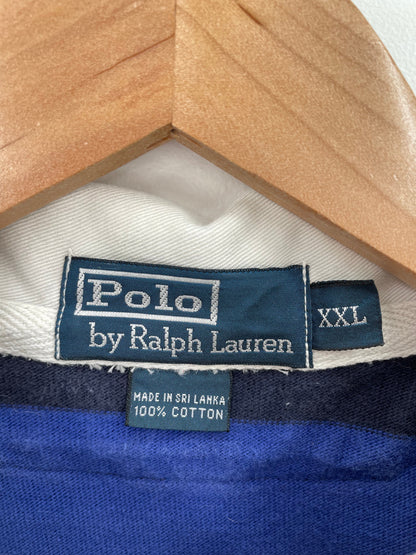 Polo
by Ralph Lauren
XXL
MADE IN SRI LANKA
100% COTTON